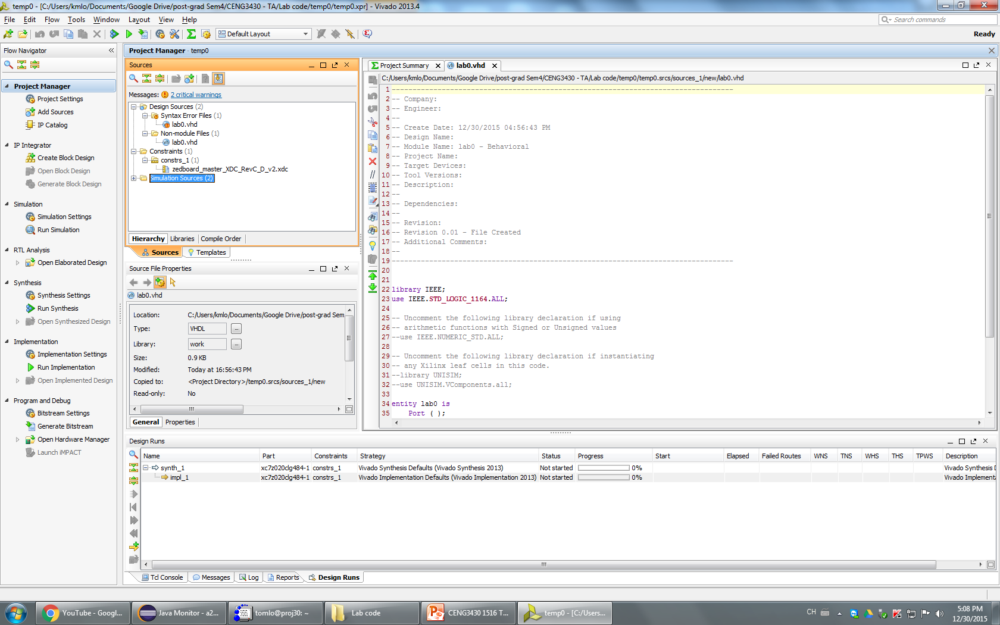 temp0 - [C:/Users/kmlo/Documents/Google Drive/post-grad Sem4/CENG3430 - TA/Lab code/temp0/temp0.xpr] - Vivado 2013.4
File Edit Flow Tools Window Layout View Help
Search commands
Default Layout
Ready
Flow Navigator
Project Manager
Project Settings
Add Sources
IP Catalog
IP Integrator
Create Block Design
Open Block Design
Generate Block Design
Simulation
Simulation Settings
Run Simulation
RTL Analysis
Open Elaborated Design
Synthesis
Synthesis Settings
Run Synthesis
Open Synthesized Design
Implementation
Implementation Settings
Run Implementation
Open Implemented Design
Program and Debug
Bitstream Settings
Generate Bitstream
Open Hardware Manager
Launch iMPACT
Project Manager - temp0
Sources
Messages: 2 critical warnings
Design Sources (2)
Syntax Error Files (1)
lab0.vhd
Non-module Files (1)
lab0.vhd
Constraints (1)
constrs_1 (1)
zedboard_master_XDC_RevC_D_v2.xdc
Simulation Sources (2)
Hierarchy Libraries Compile Order
Sources Templates
Source File Properties
lab0.vhd
Location: C:/Users/kmlo/Documents/Google Drive/post-grad Sem
Type: VHDL ...
Library: work ...
Size: 0.9 KB
Modified: Today at 16:56:43 PM
Copied to: <Project Directory>/temp0.srcs/sources_1/new
Read-only: No
General Properties
Project Summary lab0.vhd
C:/Users/kmlo/Documents/Google Drive/post-grad Sem4/CENG3430 - TA/Lab code/temp0/temp0.srcs/sources_1/new/lab0.vhd
1 ----------------------------------------------------------------------------------
2 -- Company:
3 -- Engineer:
4 --
5 -- Create Date: 12/30/2015 04:56:43 PM
6 -- Design Name:
7 -- Module Name: lab0 - Behavioral
8 -- Project Name:
9 -- Target Devices:
10 -- Tool Versions:
11 -- Description:
12 --
13 -- Dependencies:
14 --
15 -- Revision:
16 -- Revision 0.01 - File Created
17 -- Additional Comments:
18 --
19 ----------------------------------------------------------------------------------
20
21
22 library IEEE;
23 use IEEE.STD_LOGIC_1164.ALL;
24
25 -- Uncomment the following library declaration if using
26 -- arithmetic functions with Signed or Unsigned values
27 --use IEEE.NUMERIC_STD.ALL;
28
29 -- Uncomment the following library declaration if instantiating
30 -- any Xilinx leaf cells in this code.
31 --library UNISIM;
32 --use UNISIM.VComponents.all;
33
34 entity lab0 is
35 Port ( );
Design Runs
Name Part Constraints Strategy Status Progress Start Elapsed Failed Routes WNS TNS WHS THS TPWS Description
synth_1 xc7z020clg484-1 constrs_1 Vivado Synthesis Defaults (Vivado Synthesis 2013) Not started 0% Vivado Synthesis D
impl_1 xc7z020clg484-1 constrs_1 Vivado Implementation Defaults (Vivado Implementation 2013) Not started 0% Vivado Implementa
Tcl Console Messages Log Reports Design Runs
YouTube - Googl...
Java Monitor - a2...
tomlo@proj30: ~
Lab code
CENG3430 1516 T...
temp0 - [C:/Users...
CH
5:08 PM
12/30/2015